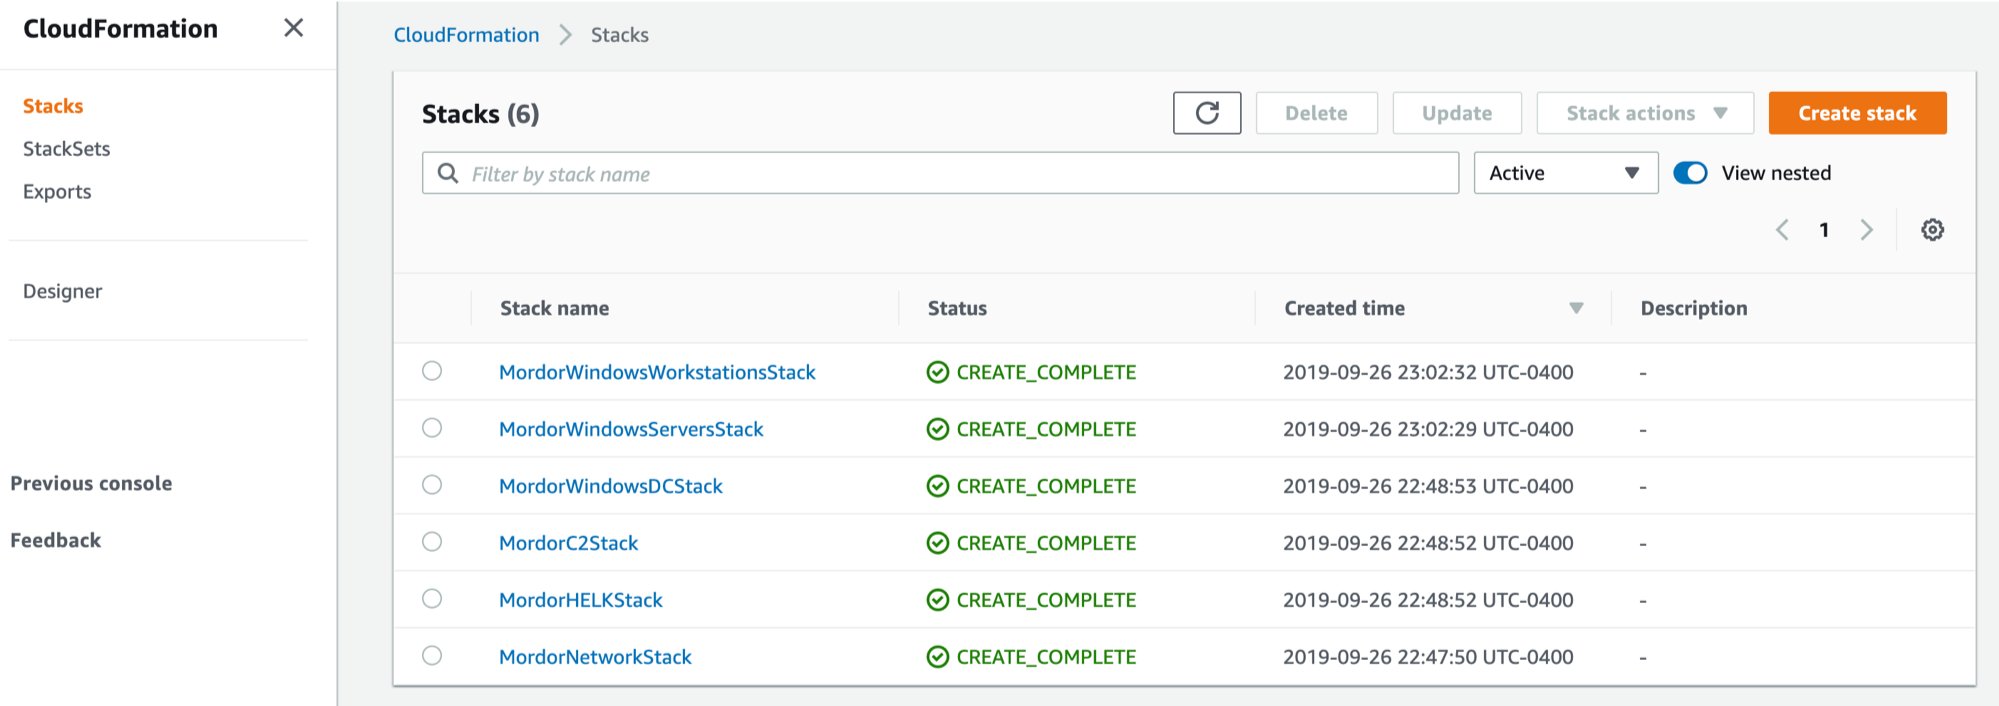 CloudFormation
Stacks
StackSets
Exports
Designer
Previous console
Feedback
CloudFormation > Stacks
Stacks (6)
Delete
Update
Stack actions
Create stack
Filter by stack name
Active
View nested
1
Stack name Status Created time Description
MordorWindowsWorkstationsStack CREATE_COMPLETE 2019-09-26 23:02:32 UTC-0400 -
MordorWindowsServersStack CREATE_COMPLETE 2019-09-26 23:02:29 UTC-0400 -
MordorWindowsDCStack CREATE_COMPLETE 2019-09-26 22:48:53 UTC-0400 -
MordorC2Stack CREATE_COMPLETE 2019-09-26 22:48:52 UTC-0400 -
MordorHELKStack CREATE_COMPLETE 2019-09-26 22:48:52 UTC-0400 -
MordorNetworkStack CREATE_COMPLETE 2019-09-26 22:47:50 UTC-0400 -